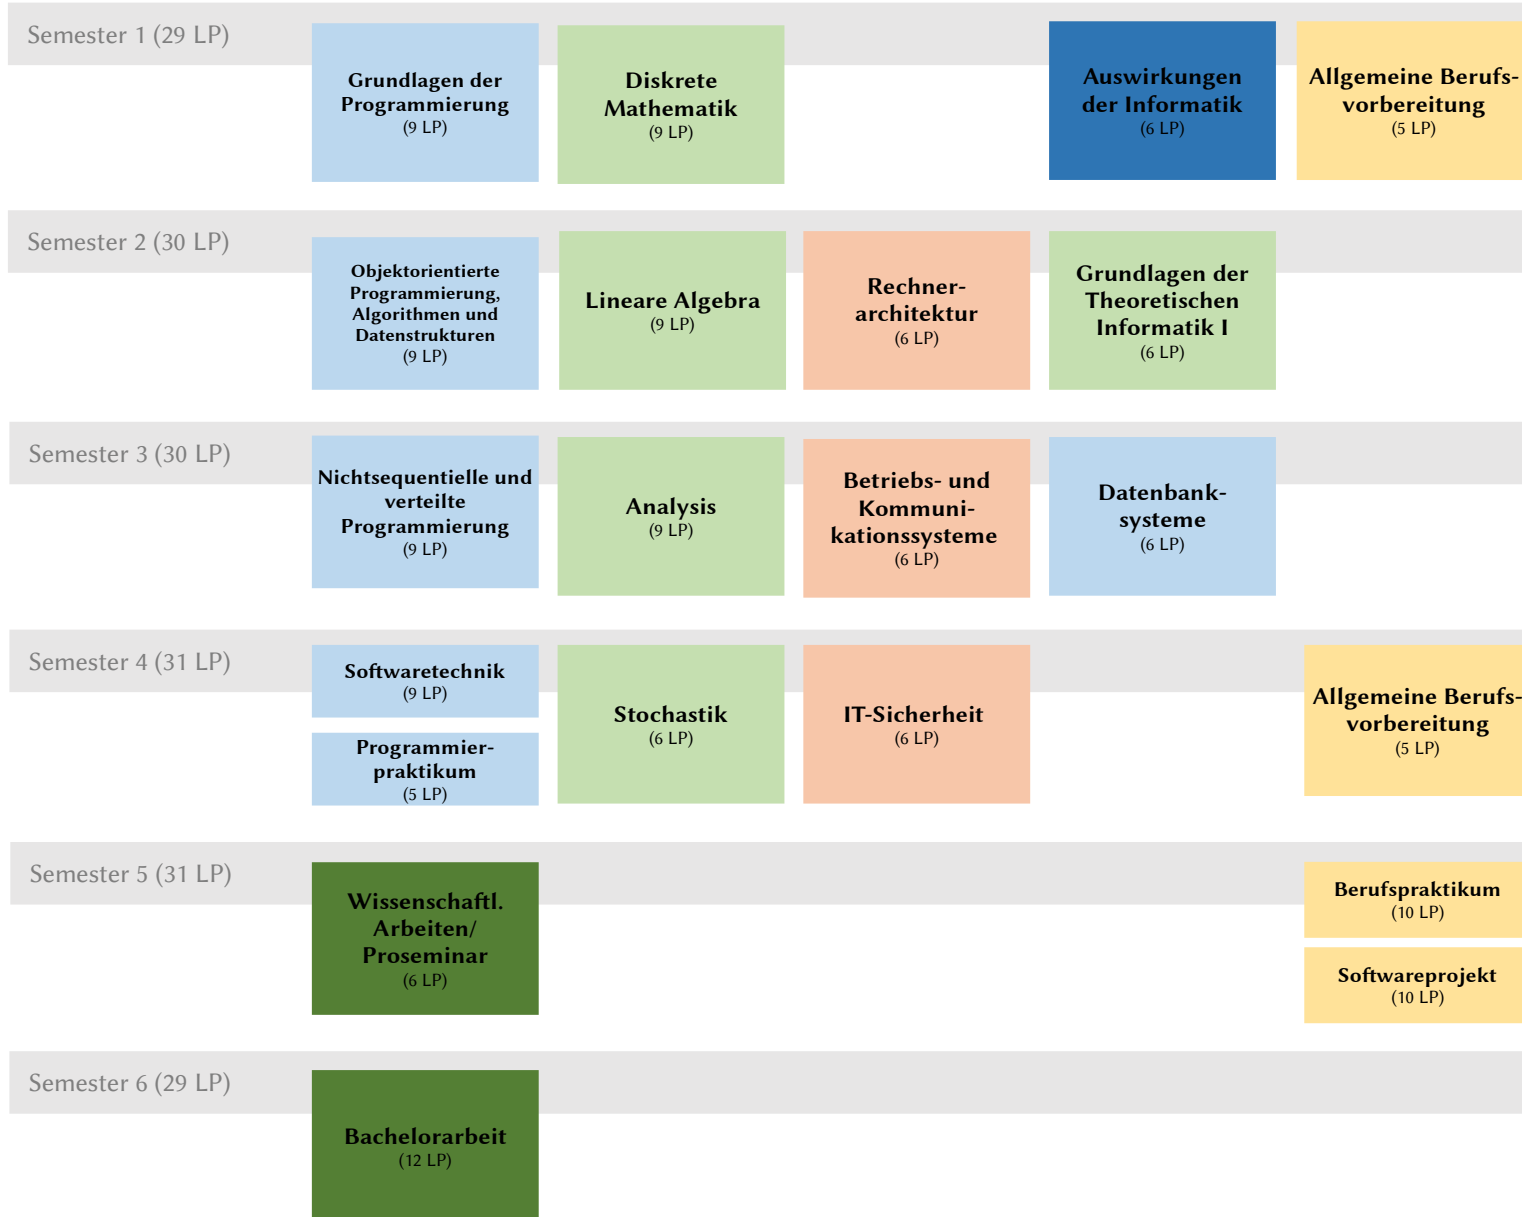 Semester 1 (29 LP)
Grundlagen der
Programmierung
(9 LP)
Diskrete
Mathematik
(9 LP)
Auswirkungen
der Informatik
(6 LP)
Allgemeine Berufs-
vorbereitung
(5 LP)
Semester 2 (30 LP)
Objektorientierte
Programmierung,
Algorithmen und
Datenstrukturen
(9 LP)
Lineare Algebra
(9 LP)
Rechner-
architektur
(6 LP)
Grundlagen der
Theoretischen
Informatik I
(6 LP)
Semester 3 (30 LP)
Nichtsequentielle und
verteilte
Programmierung
(9 LP)
Analysis
(9 LP)
Betriebs- und
Kommuni-
kationssysteme
(6 LP)
Datenbank-
systeme
(6 LP)
Semester 4 (31 LP)
Softwaretechnik
(9 LP)
Programmier-
praktikum
(5 LP)
Stochastik
(6 LP)
IT-Sicherheit
(6 LP)
Allgemeine Berufs-
vorbereitung
(5 LP)
Semester 5 (31 LP)
Wissenschaftl.
Arbeiten/
Proseminar
(6 LP)
Berufspraktikum
(10 LP)
Softwareprojekt
(10 LP)
Semester 6 (29 LP)
Bachelorarbeit
(12 LP)